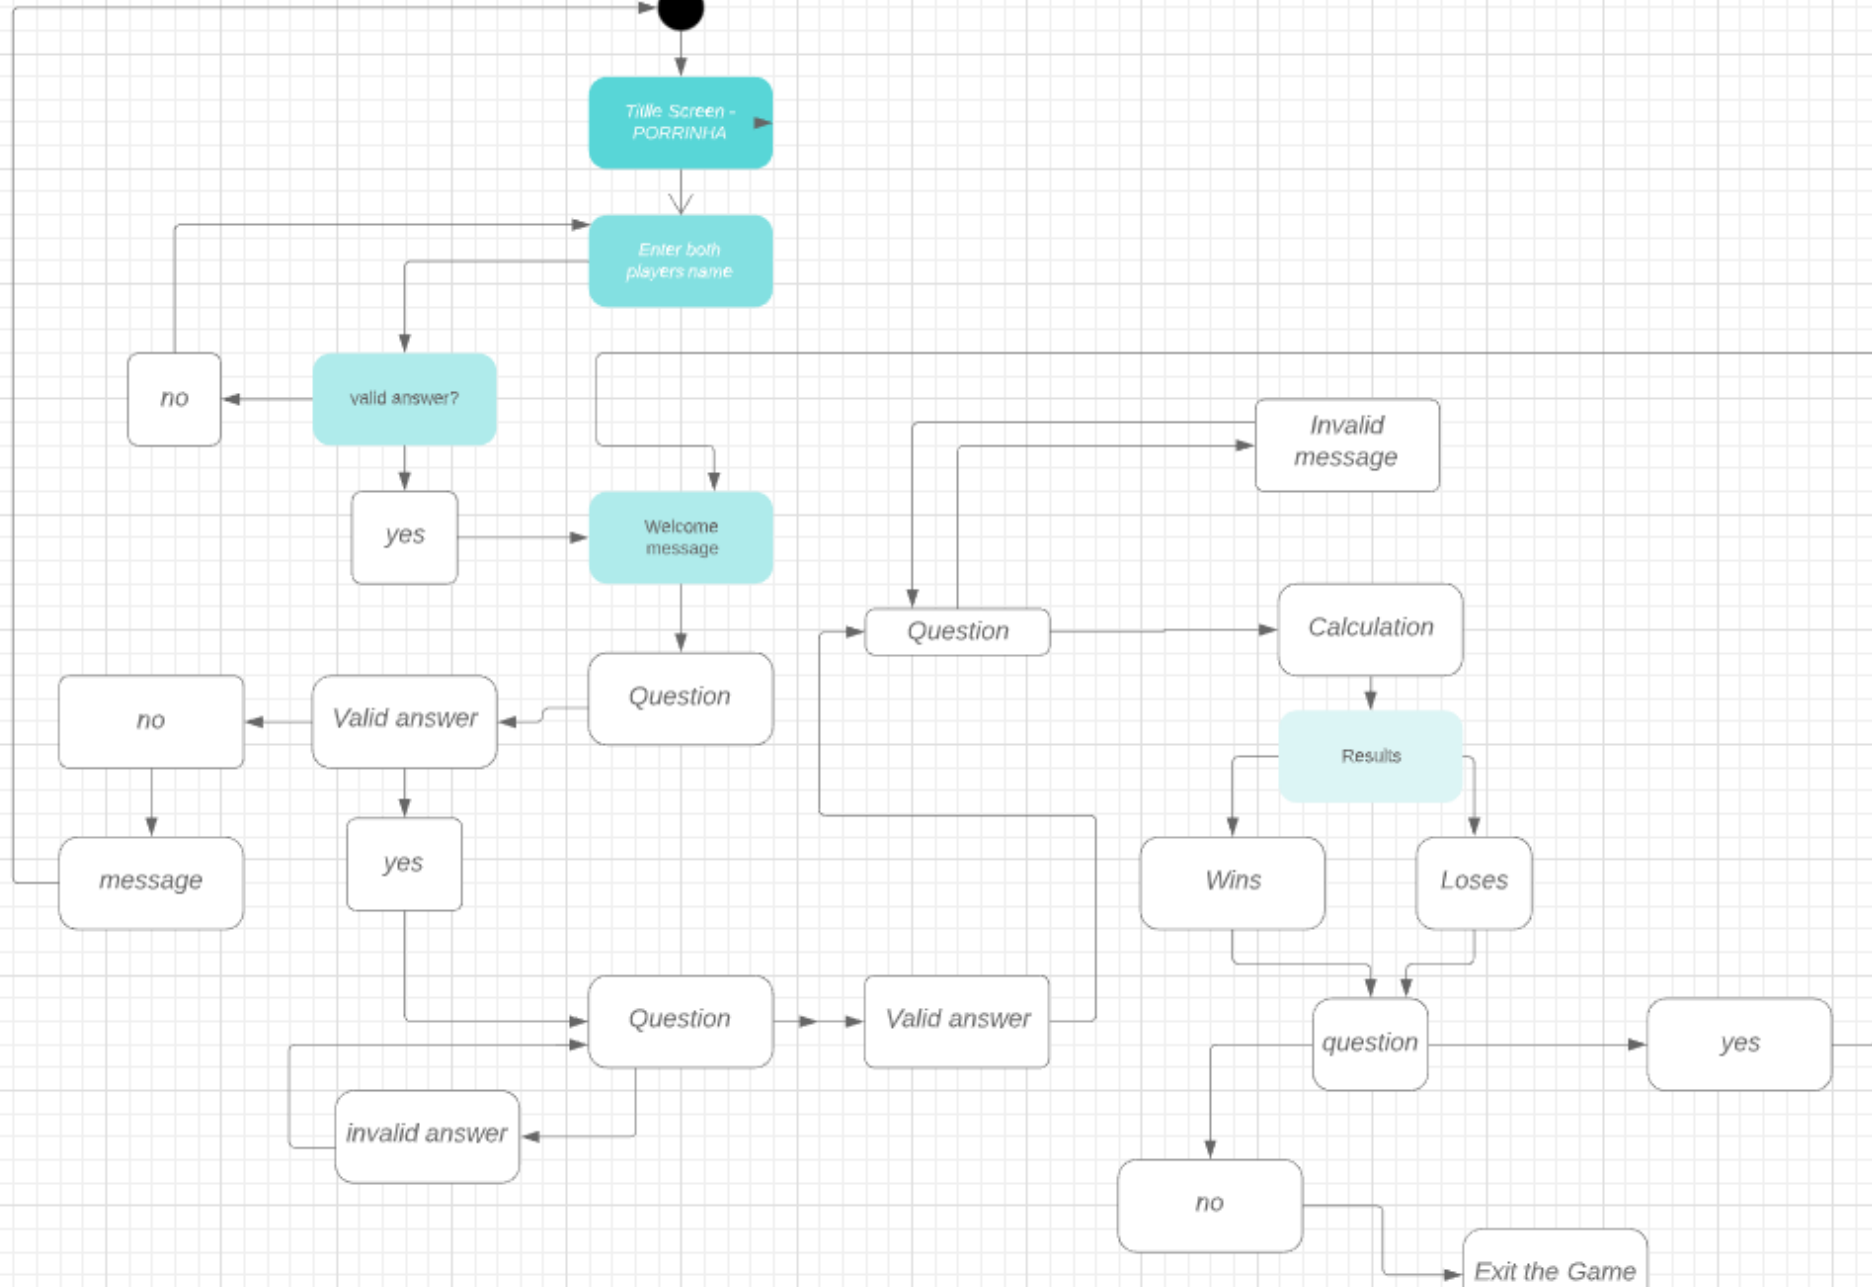 Titlle Screen -
PORRINHA
Enter both
players name
no
valid answer?
Invalid
message
yes
Welcome
message
Question
Calculation
no
Valid answer
Question
Results
message
yes
Wins
Loses
Question
Valid answer
question
yes
invalid answer
no
Exit the Game